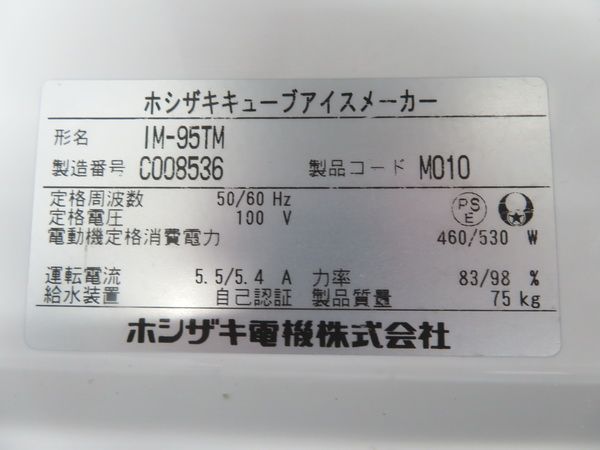 ホシザキキューブアイスメーカー
形名 IM-95TM
製造番号 C008536 製品コード M010
定格周波数 50/60 Hz
定格電圧 100 V
PS E
電動機定格消費電力 460/530 W
運転電流 5.5/5.4 A 力率 83/98 %
給水装置 自己認証 製品質量 75 kg
ホシザキ電機株式会社